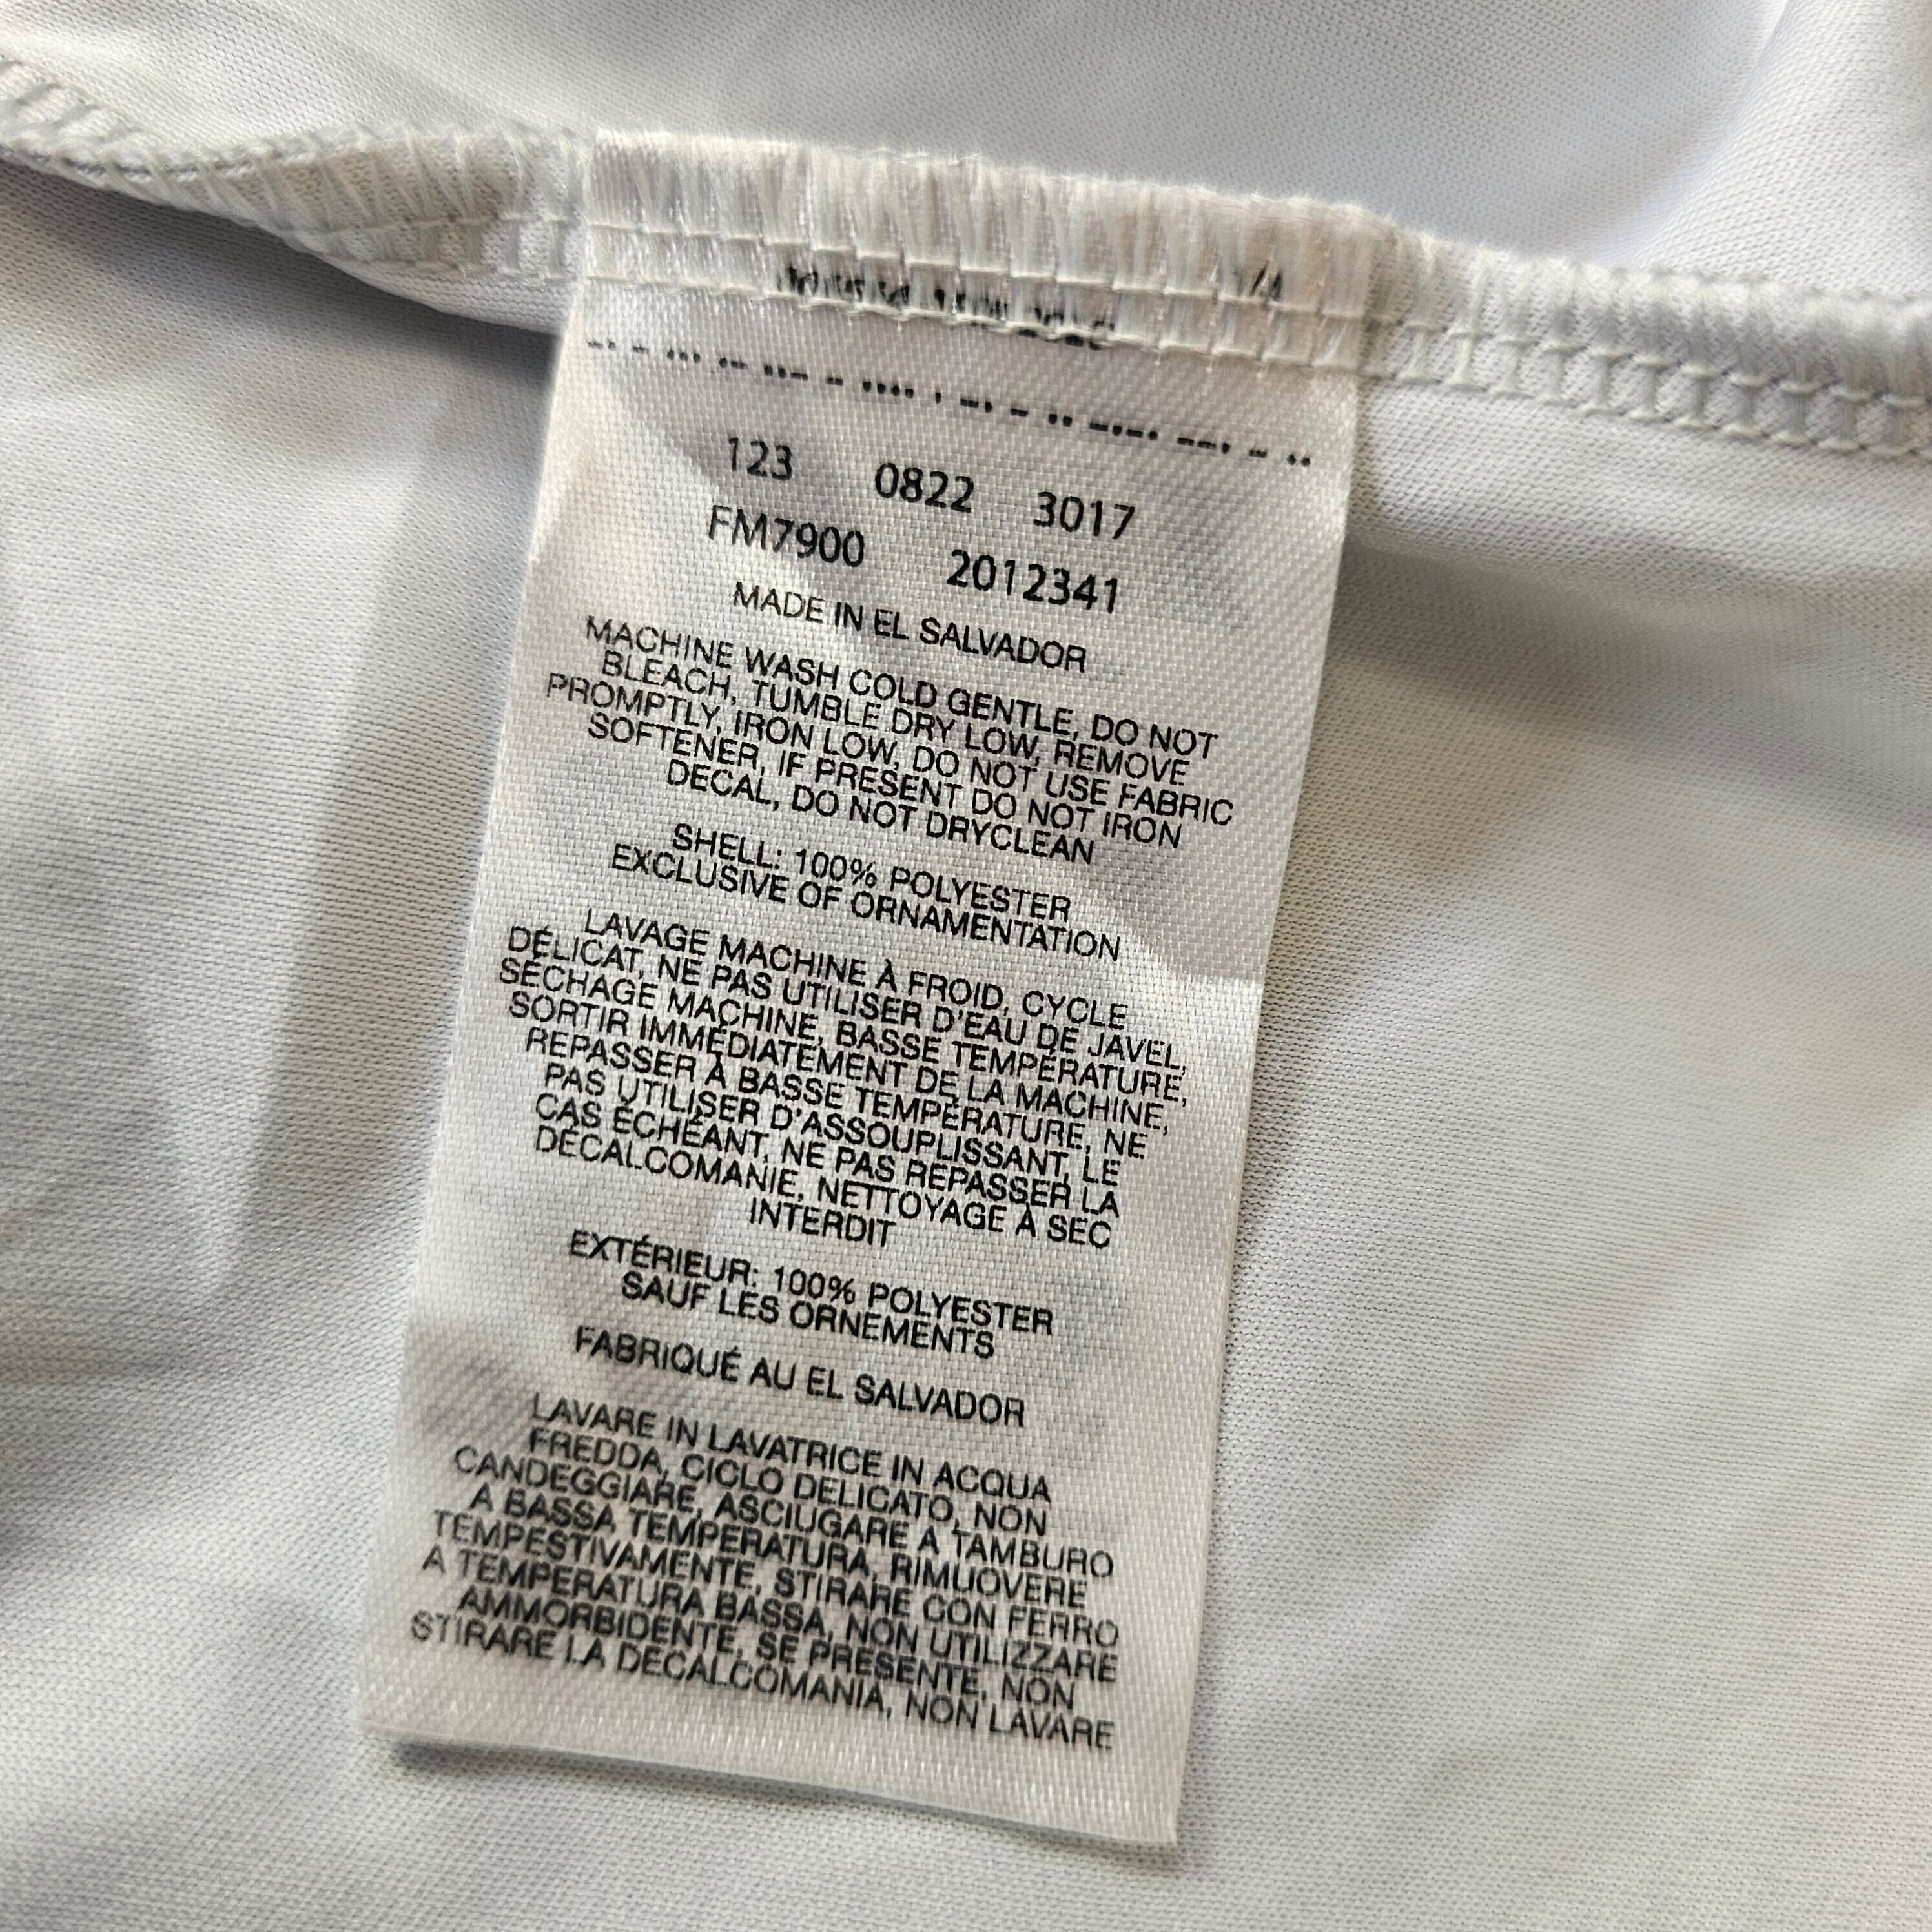 123 0822 3017
FM7900 2012341
MADE IN EL SALVADOR
MACHINE WASH COLD GENTLE, DO NOT
BLEACH, TUMBLE DRY LOW, REMOVE
PROMPTLY, IRON LOW, DO NOT USE FABRIC
SOFTENER, IF PRESENT DO NOT IRON
DECAL, DO NOT DRYCLEAN
SHELL: 100% POLYESTER
EXCLUSIVE OF ORNAMENTATION
LAVAGE MACHINE À FROID, CYCLE
DÉLICAT, NE PAS UTILISER D'EAU DE JAVEL,
SÉCHAGE MACHINE, BASSE TEMPÉRATURE,
SORTIR IMMÉDIATEMENT DE LA MACHINE,
REPASSER À BASSE TEMPÉRATURE, NE
PAS UTILISER D'ASSOUPLISSANT, LE
CAS ÉCHÉANT, NE PAS REPASSER LA
DÉCALCOMANIE, NETTOYAGE À SEC
INTERDIT
EXTÉRIEUR: 100% POLYESTER
SAUF LES ORNEMENTS
FABRIQUÉ AU EL SALVADOR
LAVARE IN LAVATRICE IN ACQUA
FREDDA, CICLO DELICATO, NON
CANDEGGIARE, ASCIUGARE A TAMBURO
A BASSA TEMPERATURA, RIMUOVERE
TEMPESTIVAMENTE, STIRARE CON FERRO
A TEMPERATURA BASSA, NON UTILIZZARE
AMMORBIDENTE, SE PRESENTE, NON
STIRARE LA DECALCOMANIA, NON LAVARE